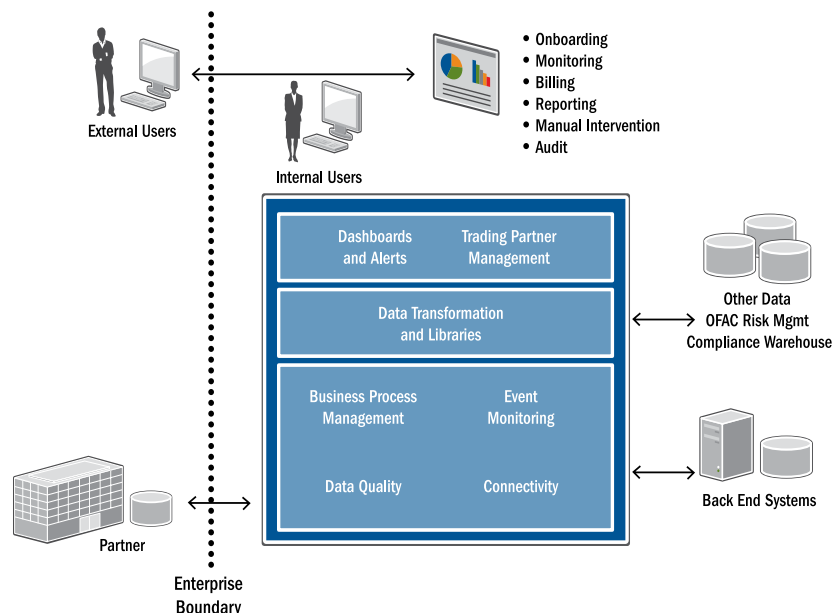 • Onboarding
• Monitoring
• Billing
• Reporting
• Manual Intervention
• Audit
External Users
Internal Users
Dashboards
and Alerts
Trading Partner
Management
Data Transformation
and Libraries
Other Data
OFAC Risk Mgmt
Compliance Warehouse
Business Process
Management
Event
Monitoring
Data Quality
Connectivity
Back End Systems
Partner
Enterprise
Boundary